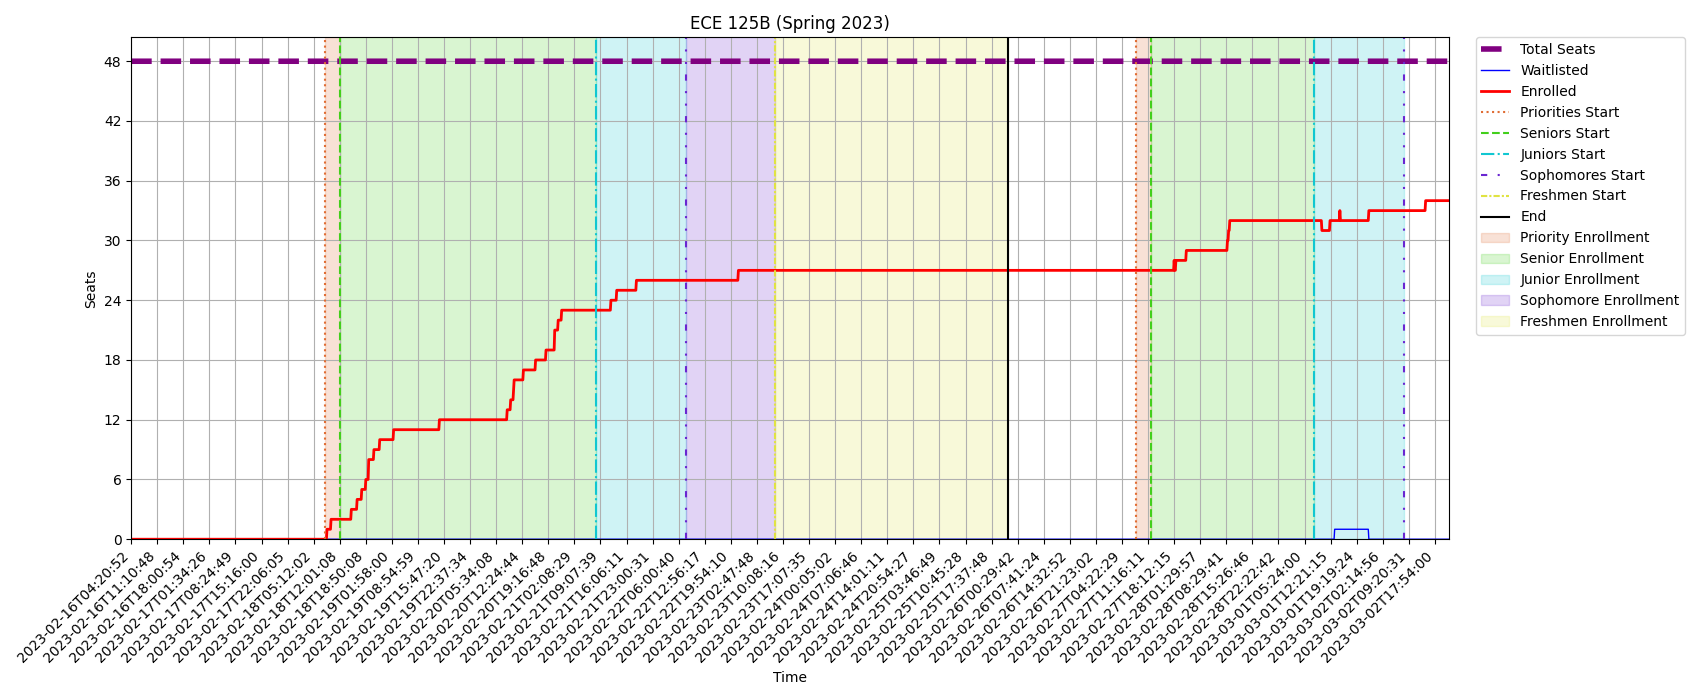 ECE 125B (Spring 2023)
Total Seats
Waitlisted
Enrolled
Priorities Start
Seniors Start
Juniors Start
Sophomores Start
Freshmen Start
End
Priority Enrollment
Senior Enrollment
Junior Enrollment
Sophomore Enrollment
Freshmen Enrollment
Seats
48
42
36
30
24
18
12
6
0
2023-02-16T04:20:52
2023-02-16T11:10:48
2023-02-16T18:00:54
2023-02-17T01:34:26
2023-02-17T08:24:49
2023-02-17T15:16:00
2023-02-17T22:06:05
2023-02-18T05:12:02
2023-02-18T12:01:08
2023-02-18T18:50:08
2023-02-19T01:58:00
2023-02-19T08:54:59
2023-02-19T15:47:20
2023-02-19T22:37:34
2023-02-20T05:34:08
2023-02-20T12:24:44
2023-02-20T19:16:48
2023-02-21T02:08:29
2023-02-21T09:07:39
2023-02-21T16:06:11
2023-02-21T23:00:31
2023-02-22T06:00:40
2023-02-22T12:56:17
2023-02-22T19:54:10
2023-02-23T02:47:48
2023-02-23T10:08:16
2023-02-23T17:07:35
2023-02-24T00:05:02
2023-02-24T07:06:46
2023-02-24T14:01:11
2023-02-24T20:54:27
2023-02-25T03:46:49
2023-02-25T10:45:28
2023-02-25T17:37:48
2023-02-26T00:29:42
2023-02-26T07:41:24
2023-02-26T14:32:52
2023-02-26T21:23:02
2023-02-27T04:22:29
2023-02-27T11:16:11
2023-02-27T18:12:15
2023-02-28T01:29:57
2023-02-28T08:29:41
2023-02-28T15:26:46
2023-02-28T22:22:42
2023-03-01T05:24:00
2023-03-01T12:21:15
2023-03-01T19:19:24
2023-03-02T02:14:56
2023-03-02T09:20:31
2023-03-02T17:54:00
Time